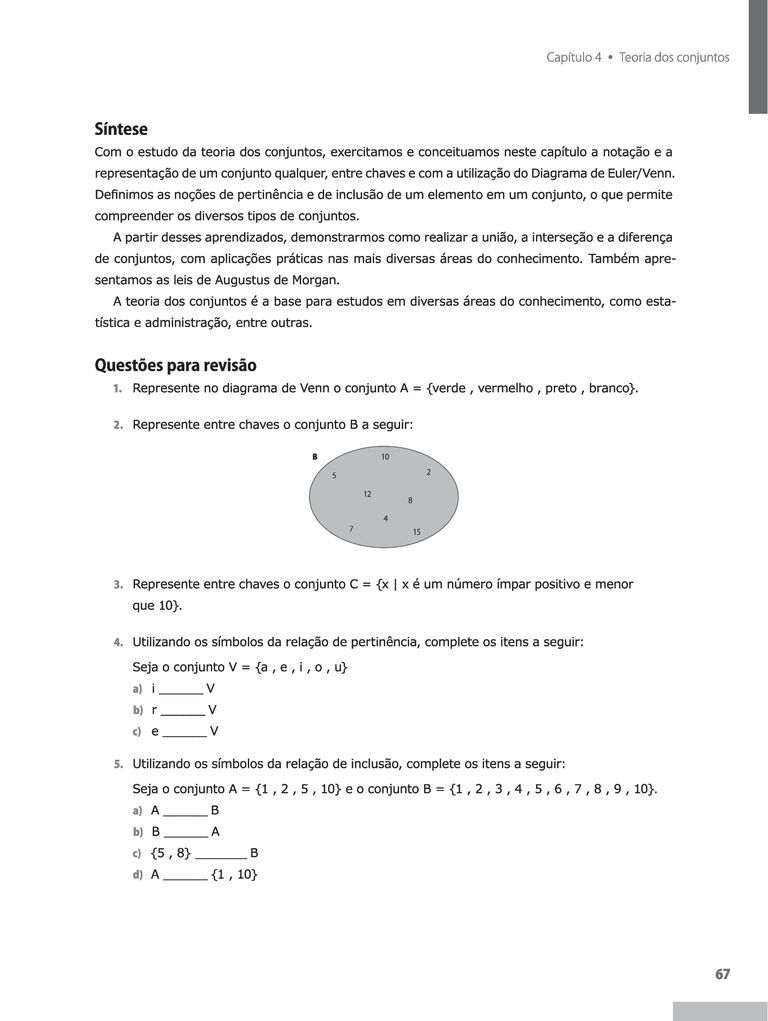 Capítulo 4 • Teoria dos conjuntos
Síntese
Com o estudo da teoria dos conjuntos, exercitamos e conceituamos neste capítulo a notação e a
representação de um conjunto qualquer, entre chaves e com a utilização do Diagrama de Euler/Venn.
Definimos as noções de pertinência e de inclusão de um elemento em um conjunto, o que permite
compreender os diversos tipos de conjuntos.
A partir desses aprendizados, demonstrarmos como realizar a união, a interseção e a diferença
de conjuntos, com aplicações práticas nas mais diversas áreas do conhecimento. Também apre-
sentamos as leis de Augustus de Morgan.
A teoria dos conjuntos é a base para estudos em diversas áreas do conhecimento, como esta-
tística e administração, entre outras.
Questões para revisão
1. Represente no diagrama de Venn o conjunto A = {verde , vermelho , preto , branco}.
2. Represente entre chaves o conjunto B a seguir:
B 10
5 2
12
8
4
7 15
3. Represente entre chaves o conjunto C = {x | x é um número ímpar positivo e menor
que 10}.
4. Utilizando os símbolos da relação de pertinência, complete os itens a seguir:
Seja o conjunto V = {a , e , i , o , u}
a) i ______ V
b) r ______ V
c) e ______ V
5. Utilizando os símbolos da relação de inclusão, complete os itens a seguir:
Seja o conjunto A = {1 , 2 , 5 , 10} e o conjunto B = {1 , 2 , 3 , 4 , 5 , 6 , 7 , 8 , 9 , 10}.
a) A ______ B
b) B ______ A
c) {5 , 8} _______ B
d) A ______ {1 , 10}
67